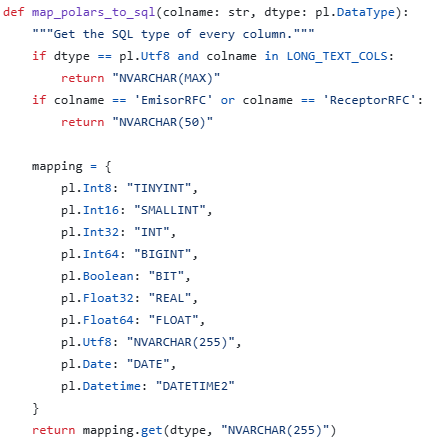 def map_polars_to_sql(colname: str, dtype: pl.DataType):
    """Get the SQL type of every column."""
    if dtype == pl.Utf8 and colname in LONG_TEXT_COLS:
        return "NVARCHAR(MAX)"
    if colname == 'EmisorRFC' or colname == 'ReceptorRFC':
        return "NVARCHAR(50)"

    mapping = {
        pl.Int8: "TINYINT",
        pl.Int16: "SMALLINT",
        pl.Int32: "INT",
        pl.Int64: "BIGINT",
        pl.Boolean: "BIT",
        pl.Float32: "REAL",
        pl.Float64: "FLOAT",
        pl.Utf8: "NVARCHAR(255)",
        pl.Date: "DATE",
        pl.Datetime: "DATETIME2"
    }
    return mapping.get(dtype, "NVARCHAR(255)")